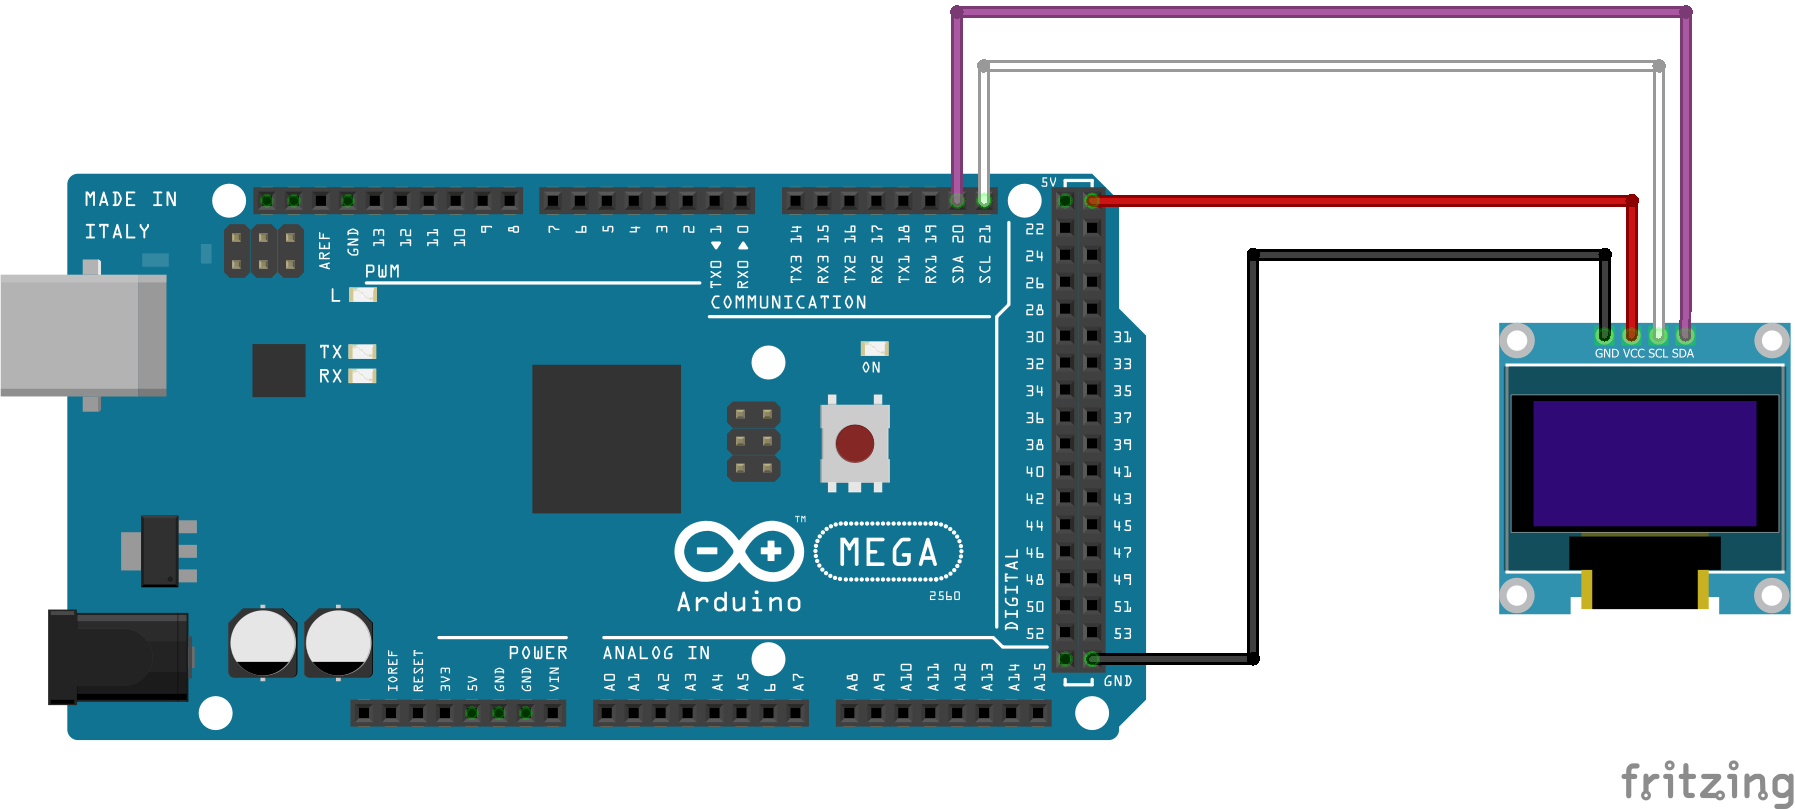 MADE IN
ITALY
AREF
GND
13
12
11
10
9
8
7
6
5
4
3
2
TX0 1
RX0 0
TX3 14
RX3 15
TX2 16
RX2 17
TX1 18
RX1 19
SDA 20
SCL 21
PWM
COMMUNICATION
L
TX
RX
ON
5V
22
24
26
28
30 31
32 33
34 35
36 37
38 39
40 41
42 43
44 45
46 47
48 49
50 51
52 53
GND
DIGITAL
TM
MEGA
Arduino
2560
POWER
ANALOG IN
IOREF
RESET
3V3
5V
GND
GND
VIN
A0
A1
A2
A3
A4
A5
6
A7
A8
A9
A10
A11
A12
A13
A14
A15
GND VCC SCL SDA
fritzing